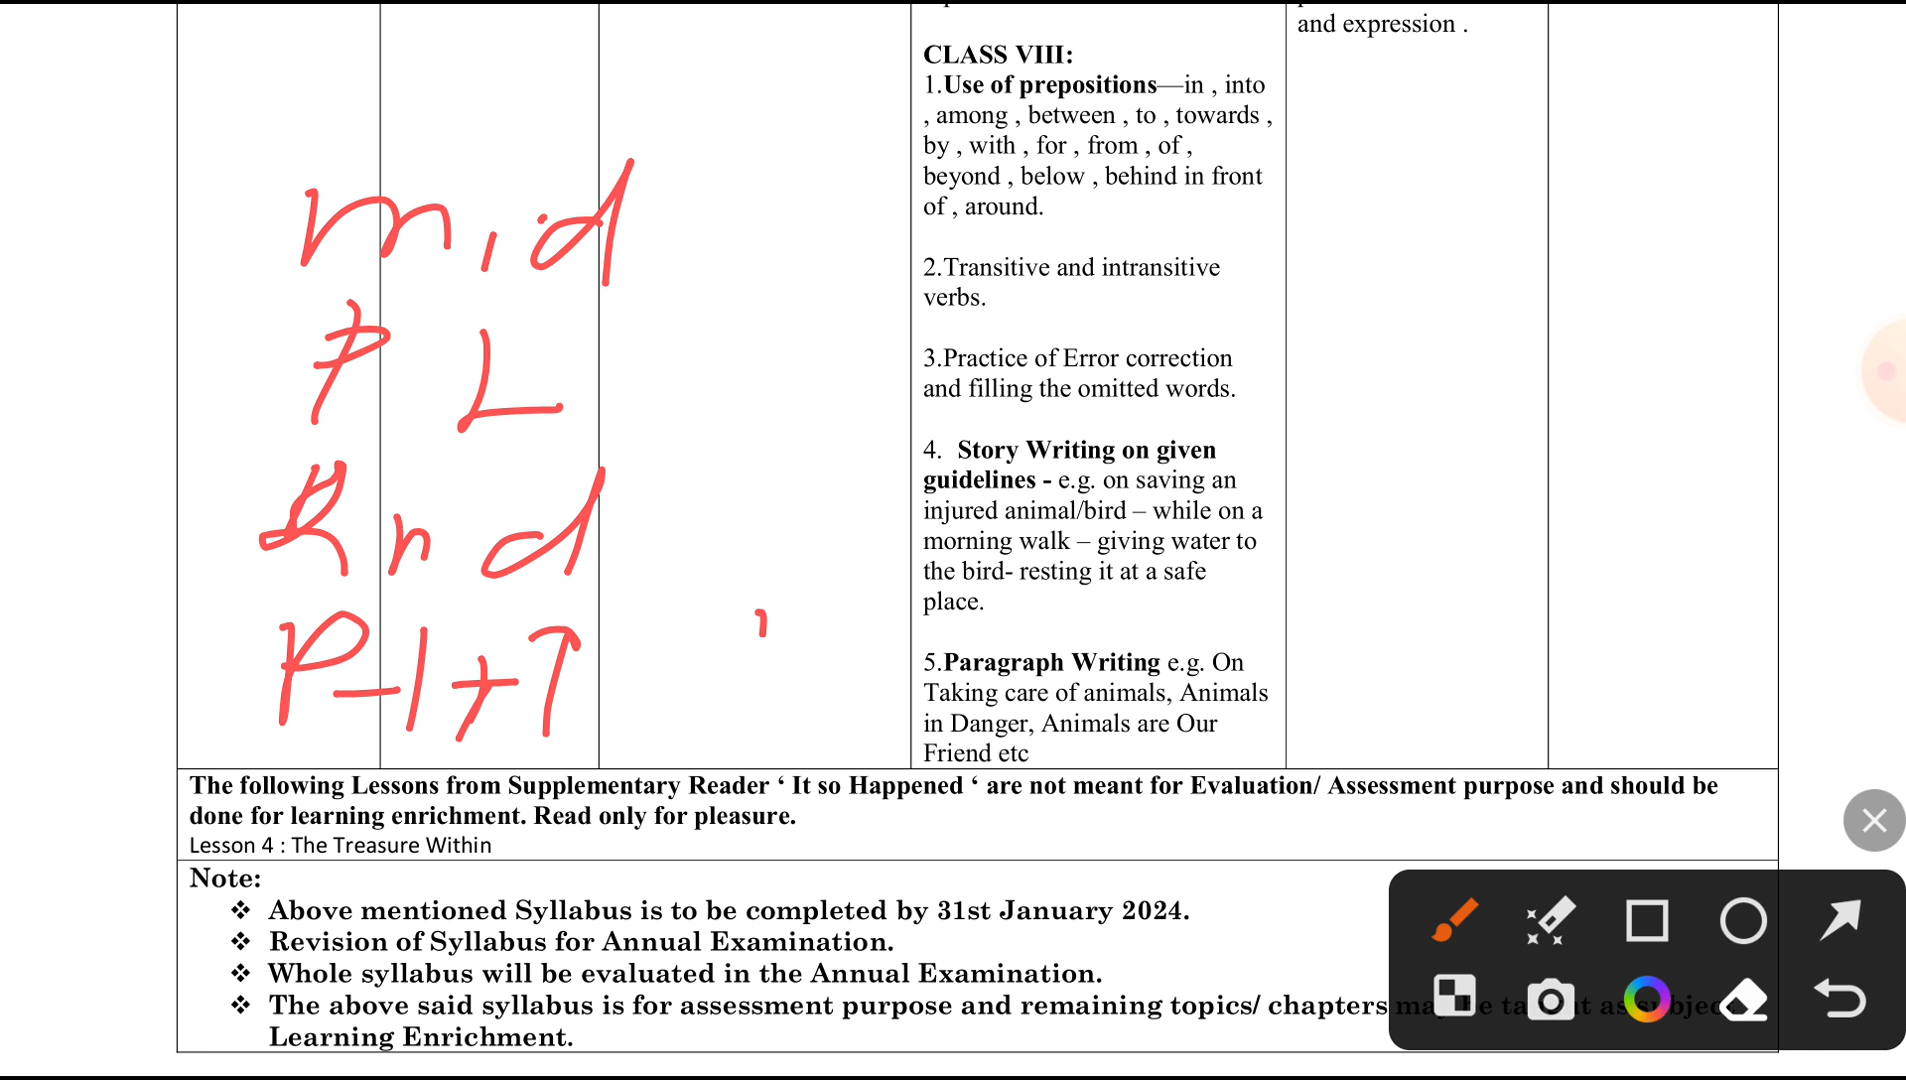 and expression .
CLASS VIII:
1.Use of prepositions—in , into
, among , between , to , towards ,
by , with , for , from , of ,
beyond , below , behind in front
of , around.
2.Transitive and intransitive
verbs.
3.Practice of Error correction
and filling the omitted words.
4. Story Writing on given
guidelines - e.g. on saving an
injured animal/bird – while on a
morning walk – giving water to
the bird- resting it at a safe
place.
5.Paragraph Writing e.g. On
Taking care of animals, Animals
in Danger, Animals are Our
Friend etc
mid
The following Lessons from Supplementary Reader ‘ It so Happened ‘ are not meant for Evaluation/ Assessment purpose and should be
done for learning enrichment. Read only for pleasure.
Lesson 4 : The Treasure Within
Note:
❖ Above mentioned Syllabus is to be completed by 31st January 2024.
❖ Revision of Syllabus for Annual Examination.
❖ Whole syllabus will be evaluated in the Annual Examination.
❖ The above said syllabus is for assessment purpose and remaining topics/ chapters
Learning Enrichment.